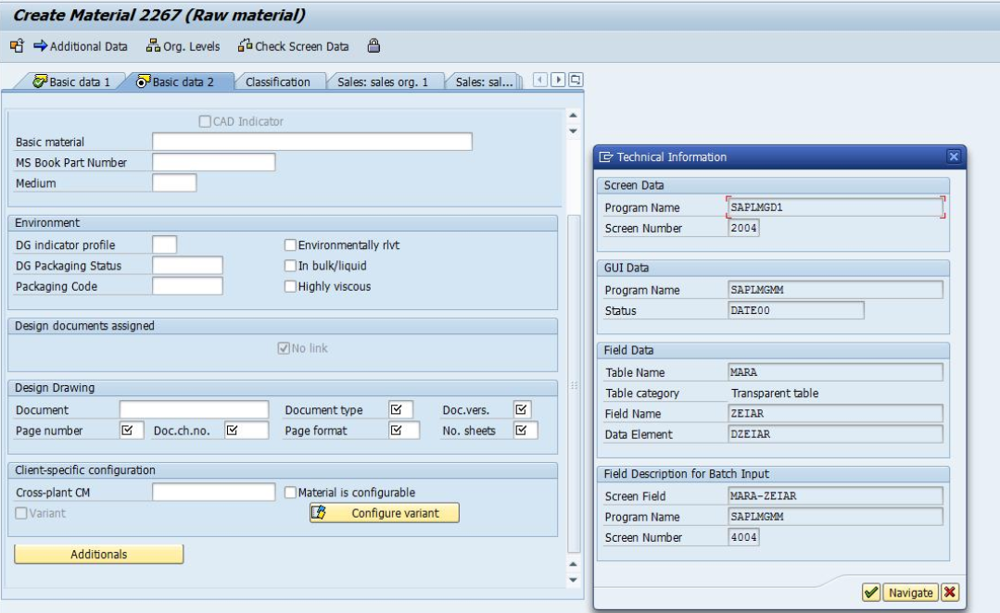 Create Material 2267 (Raw material)
Additional Data Org. Levels Check Screen Data
Basic data 1 Basic data 2 Classification Sales: sales org. 1 Sales: sal...
CAD Indicator
Basic material
MS Book Part Number
Medium
Environment
DG indicator profile Environmentally rlvt
DG Packaging Status In bulk/liquid
Packaging Code Highly viscous
Design documents assigned
No link
Design Drawing
Document Document type Doc.vers.
Page number Doc.ch.no. Page format No. sheets
Client-specific configuration
Cross-plant CM Material is configurable
Variant Configure variant
Additionals
Technical Information
Screen Data
Program Name SAPLMGD1
Screen Number 2004
GUI Data
Program Name SAPLMGMM
Status DATE00
Field Data
Table Name MARA
Table category Transparent table
Field Name ZEIAR
Data Element DZEIAR
Field Description for Batch Input
Screen Field MARA-ZEIAR
Program Name SAPLMGMM
Screen Number 4004
Navigate